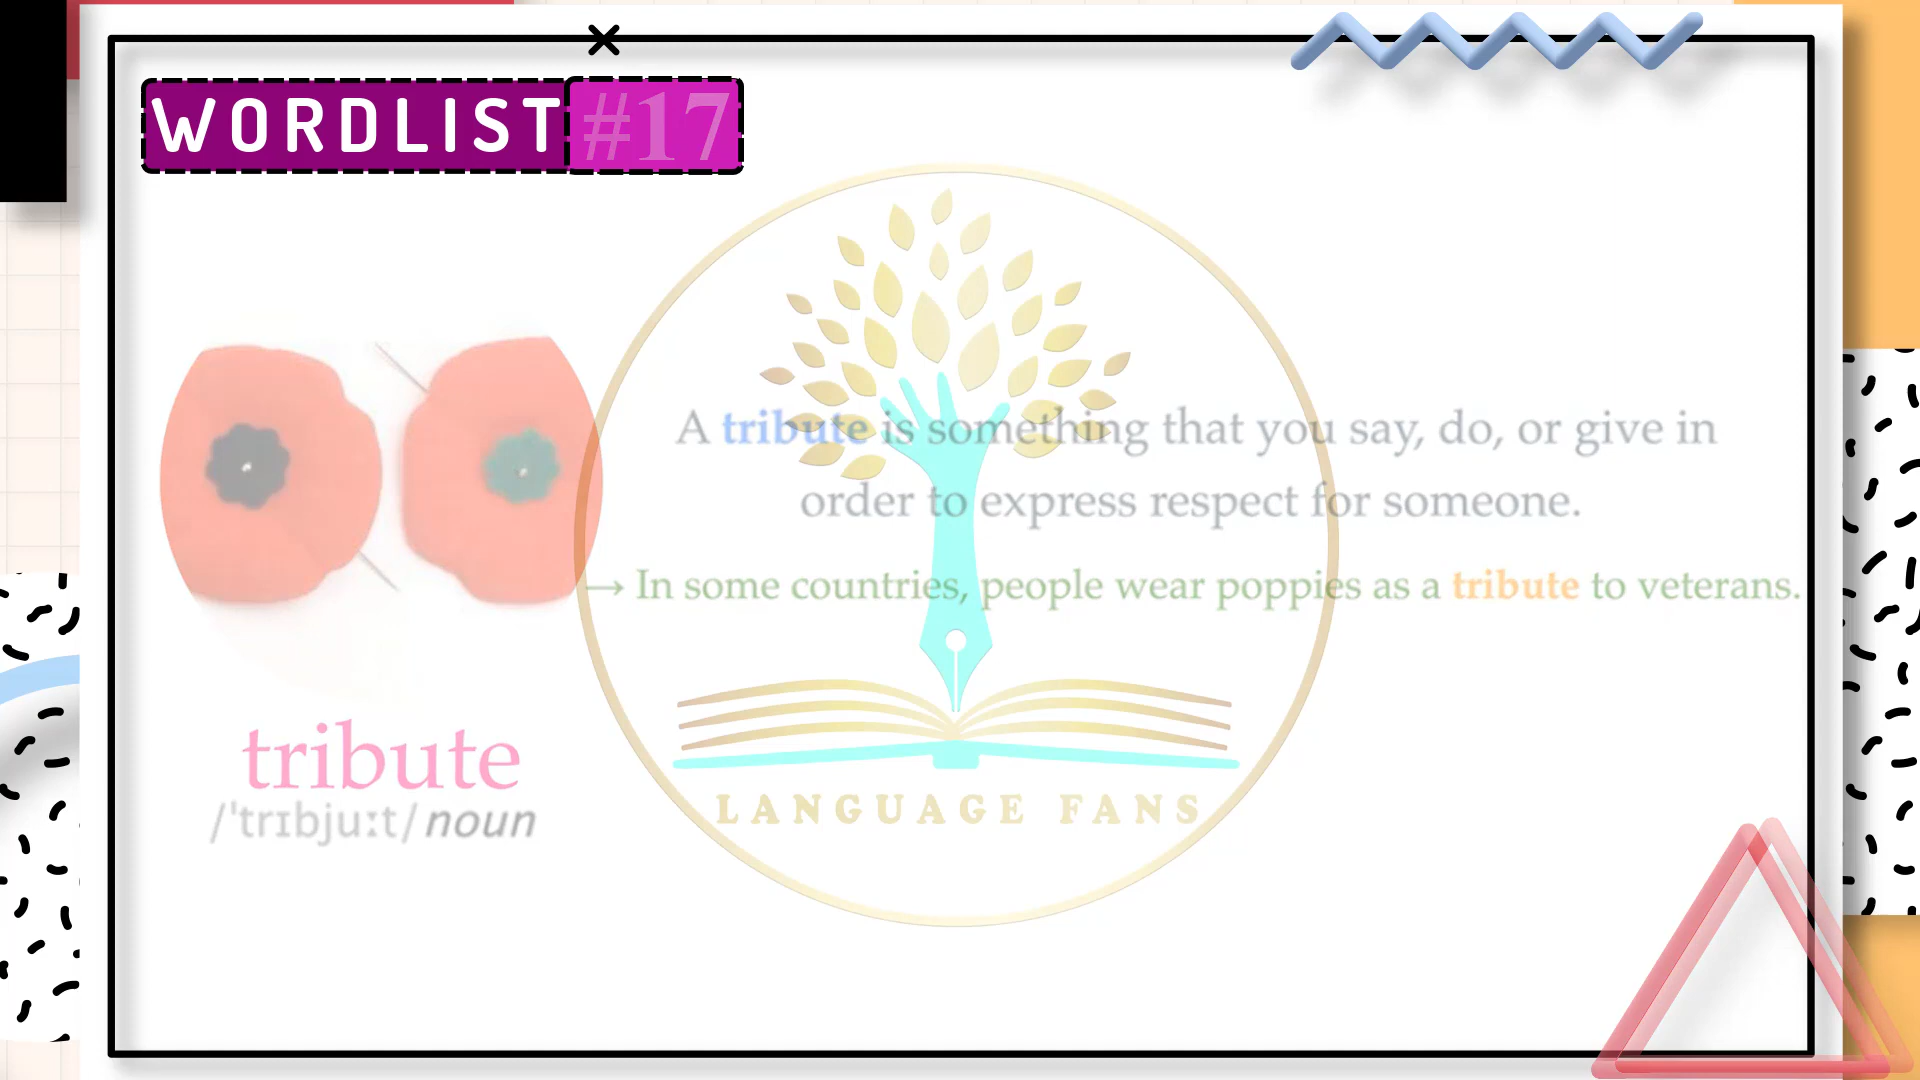 WORDLIST #17
A tribute is something that you say, do, or give in
order to express respect for someone.
→ In some countries, people wear poppies as a tribute to veterans.
tribute
/ˈtrɪbjuːt/ noun
LANGUAGE FANS